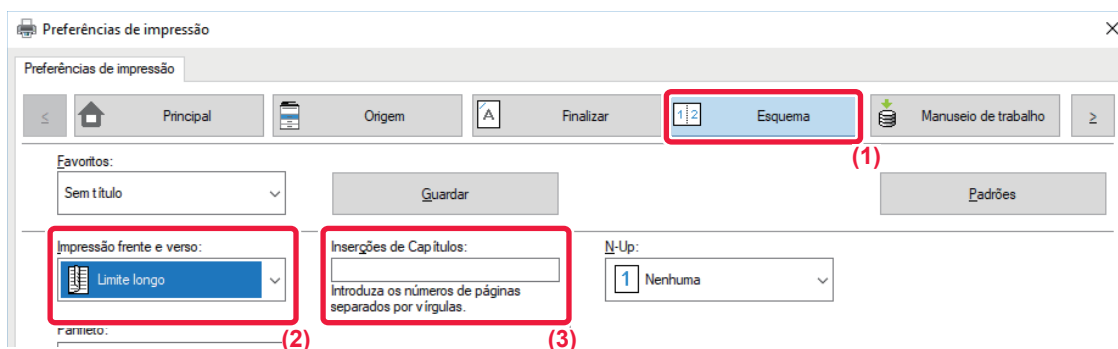 Preferências de impressão
Preferências de impressão
< Principal Origem Finalizar Esquema Manuseio de trabalho >
(1)
Favoritos:
Sem título Guardar Padrões
Impressão frente e verso: Inserções de Capítulos: N-Up:
Limite longo 1 Nenhuma
Introduza os números de páginas
separados por vírgulas.
Panfleto:
(2) (3)